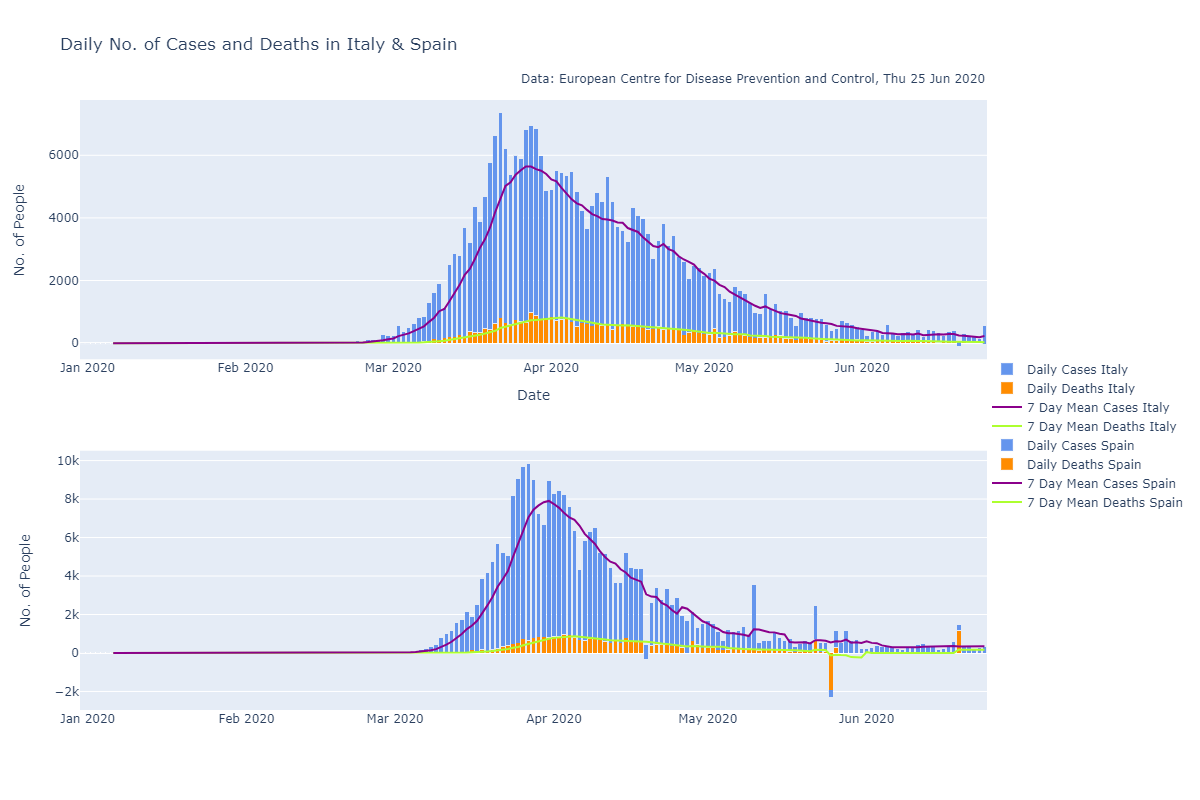 Daily No. of Cases and Deaths in Italy & Spain
Data: European Centre for Disease Prevention and Control, Thu 25 Jun 2020
No. of People
6000
4000
2000
0
Jan 2020 Feb 2020 Mar 2020 Apr 2020 May 2020 Jun 2020
Date
Daily Cases Italy
Daily Deaths Italy
7 Day Mean Cases Italy
7 Day Mean Deaths Italy
Daily Cases Spain
Daily Deaths Spain
7 Day Mean Cases Spain
7 Day Mean Deaths Spain
No. of People
10k
8k
6k
4k
2k
0
−2k
Jan 2020 Feb 2020 Mar 2020 Apr 2020 May 2020 Jun 2020